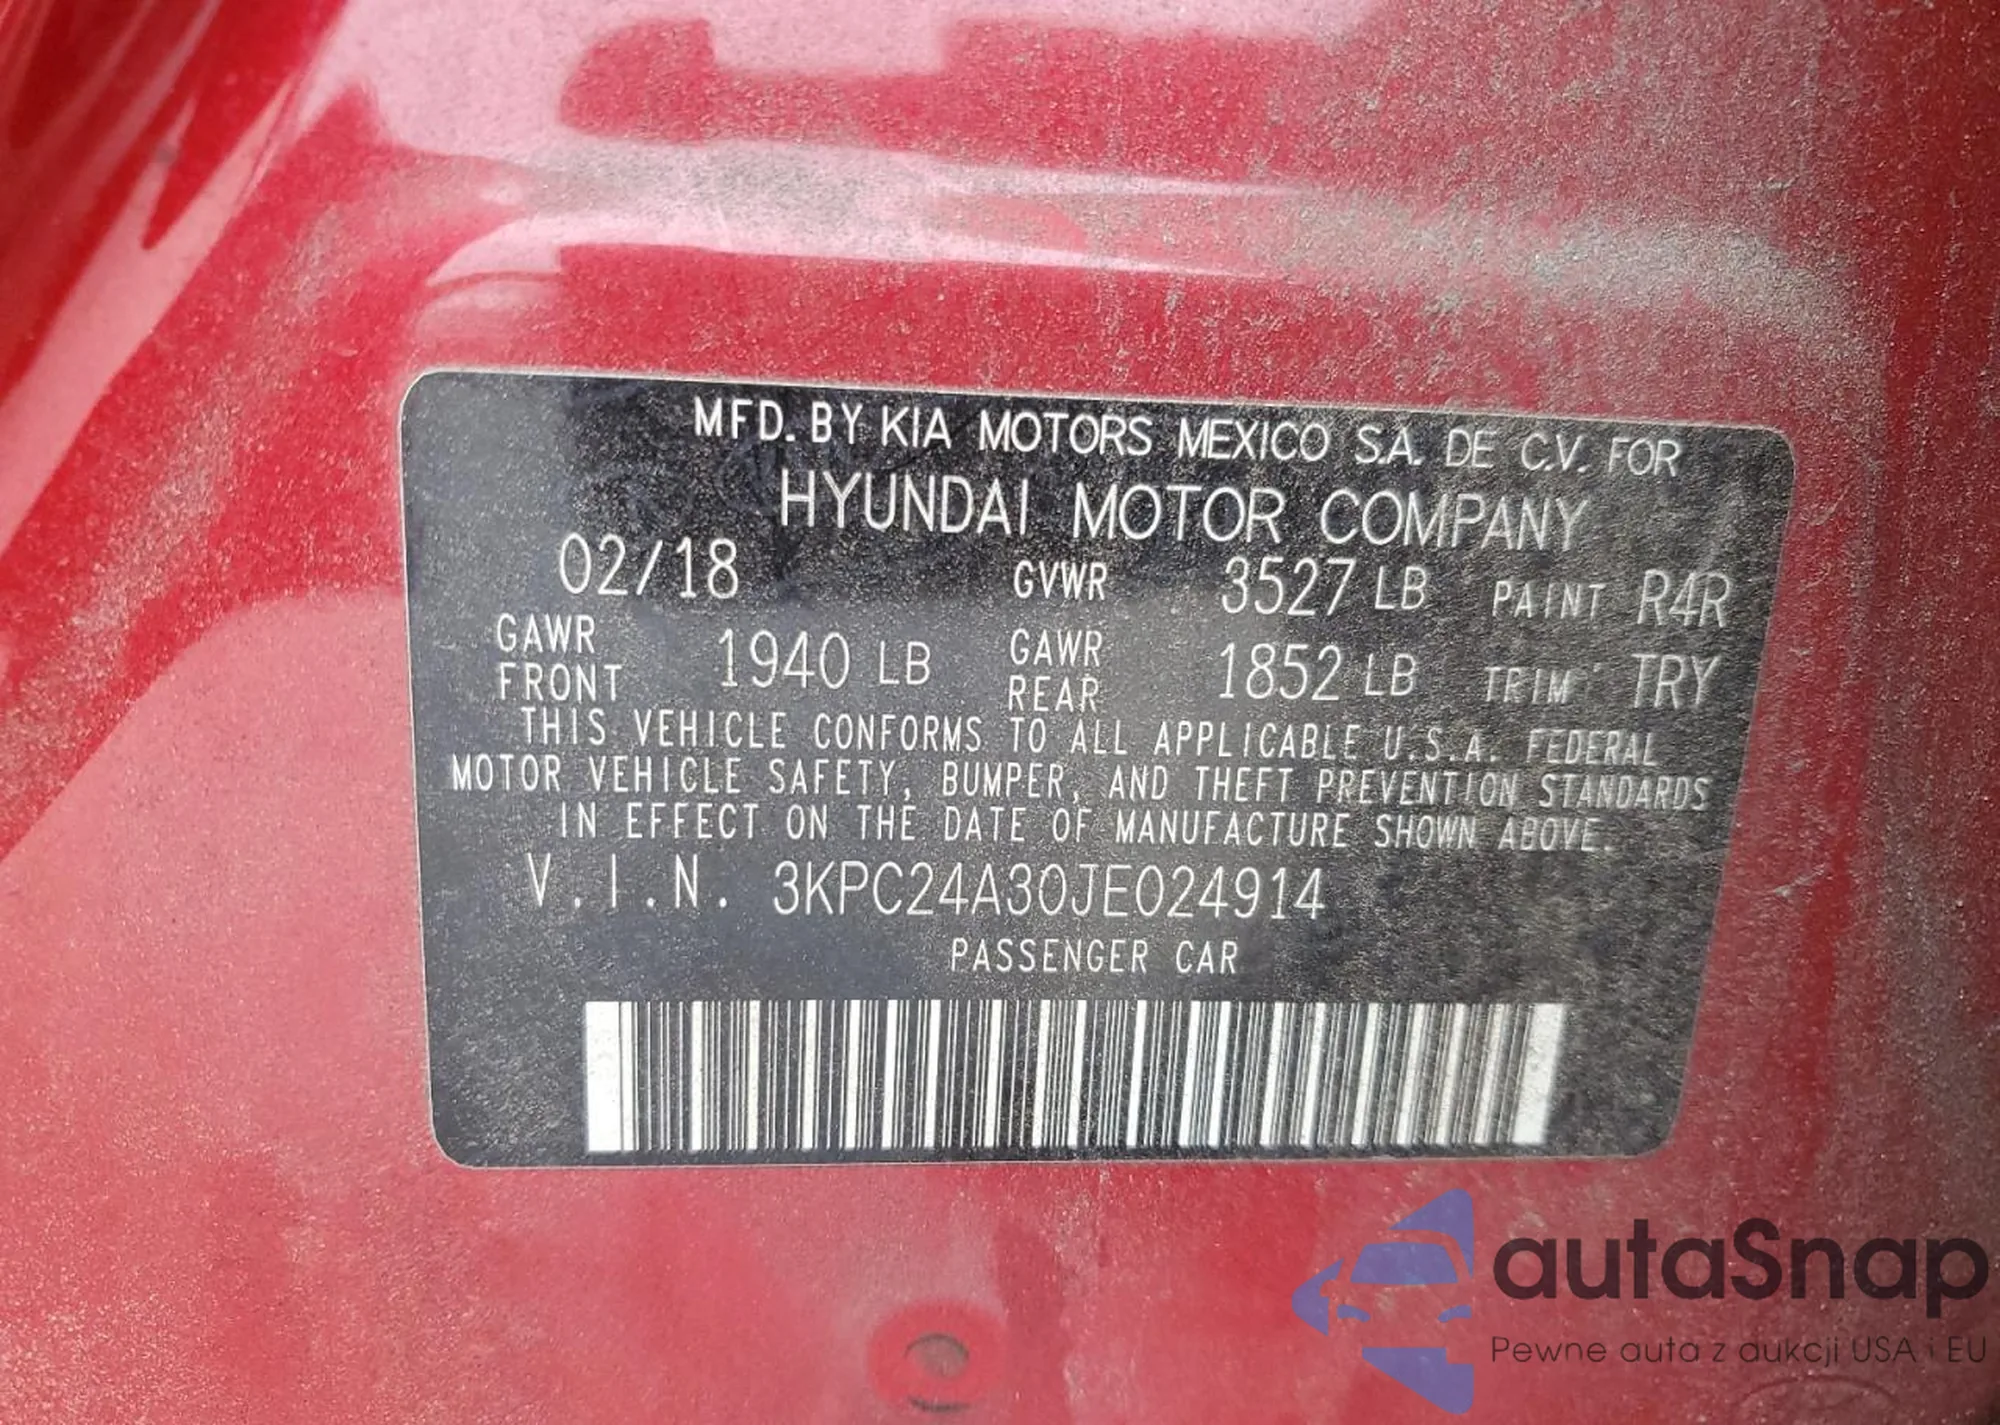 MFD. BY KIA MOTORS MEXICO S.A. DE C.V. FOR
HYUNDAI MOTOR COMPANY
02/18 GVWR 3527 LB PAINT R4R
GAWR FRONT 1940 LB GAWR REAR 1852 LB TRIM TRY
THIS VEHICLE CONFORMS TO ALL APPLICABLE U.S.A. FEDERAL
MOTOR VEHICLE SAFETY, BUMPER, AND THEFT PREVENTION STANDARDS
IN EFFECT ON THE DATE OF MANUFACTURE SHOWN ABOVE.
V.I.N. 3KPC24A30JE024914
PASSENGER CAR
autaSnap
Pewne auta z aukcji USA i EU